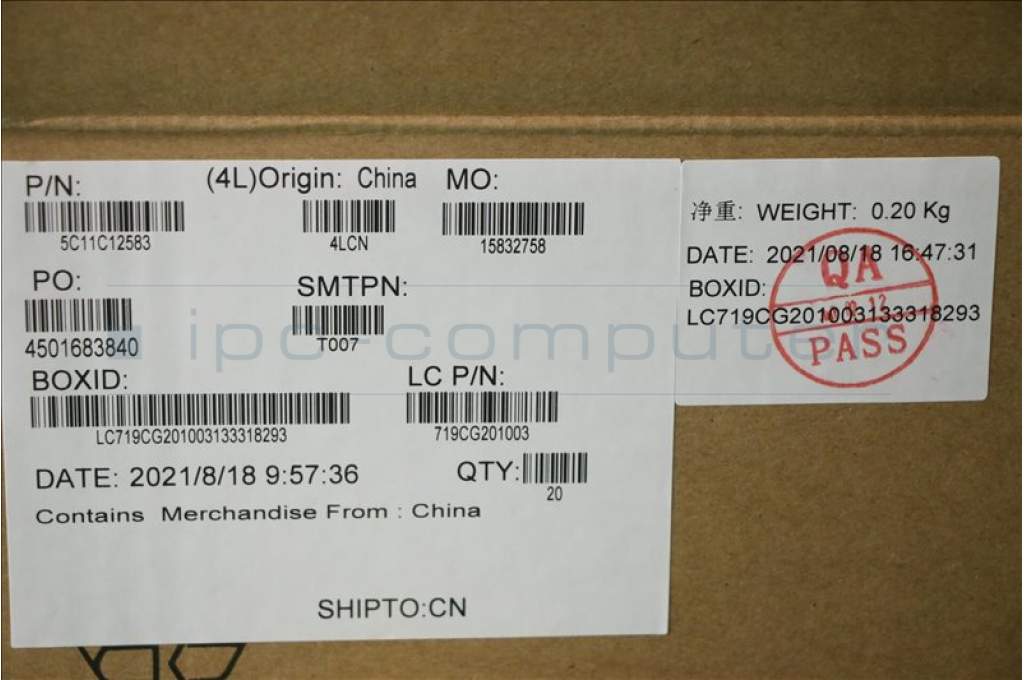 P/N: (4L)Origin: China MO:
5C11C12583 4LCN 15832758
PO: SMTPN:
4501683840 T007
BOXID: LC P/N:
LC719CG201003133318293 719CG201003
DATE: 2021/8/18 9:57:36 QTY:
20
Contains Merchandise From : China
SHIPTO:CN
净重: WEIGHT: 0.20 Kg
DATE: 2021/08/18 16:47:31
BOXID:
LC719CG201003133318293
QA
PASS
ipc-compute